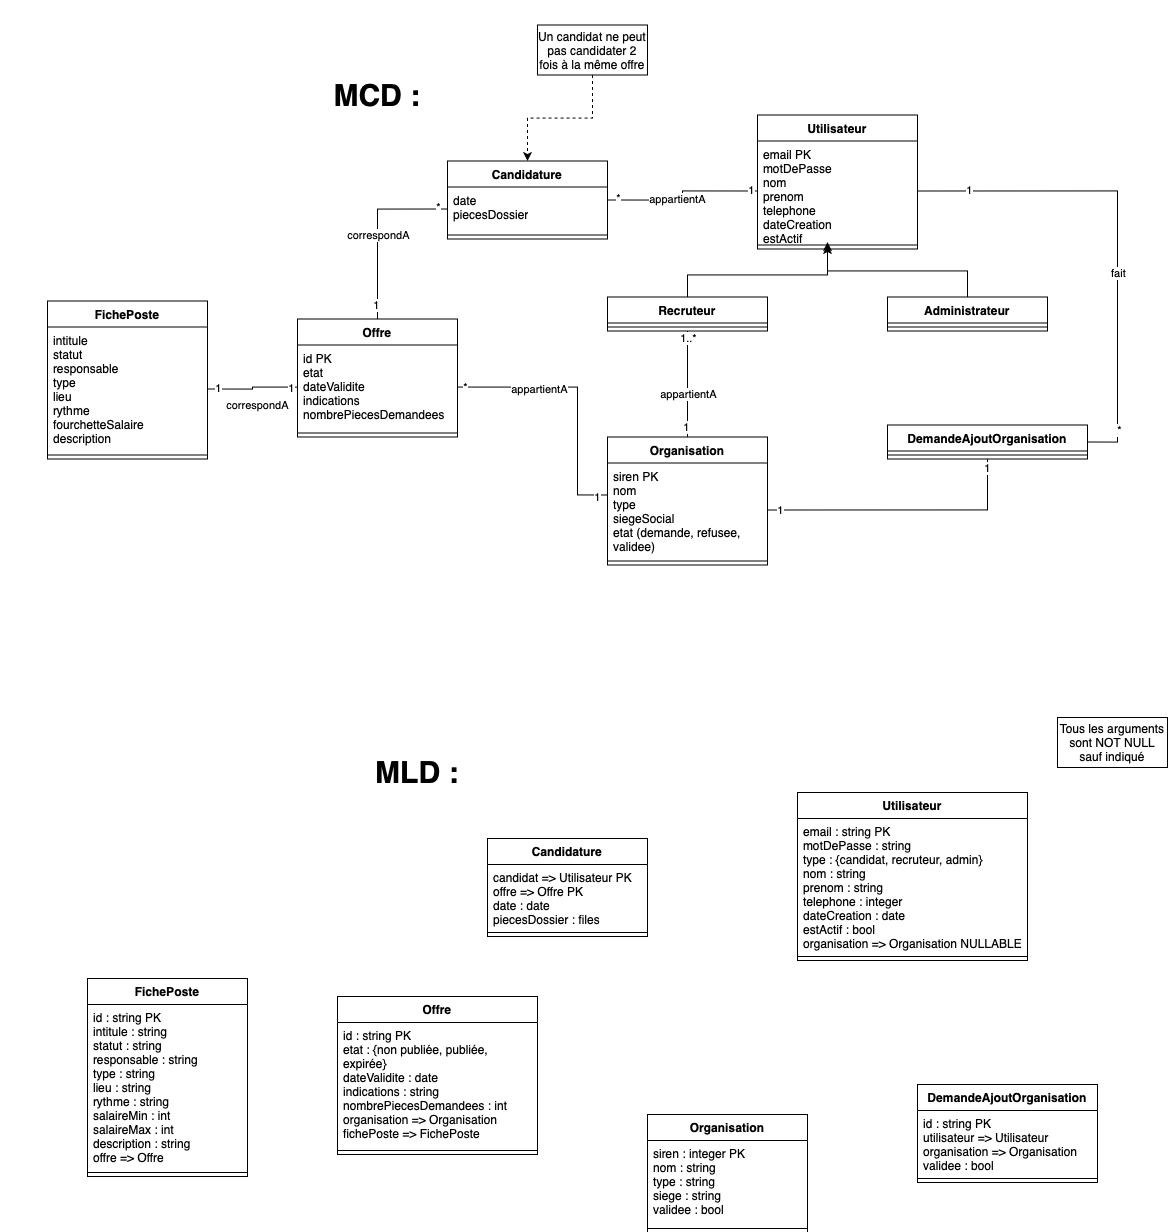 Un candidat ne peut
pas candidater 2
fois à la même offre
MCD :
Utilisateur
email PK
motDePasse
nom
prenom
telephone
dateCreation
estActif
Candidature
date
piecesDossier
*
appartientA
1
1
*
correspondA
1
fait
*
FichePoste
intitule
statut
responsable
type
lieu
rythme
fourchetteSalaire
description
Offre
id PK
etat
dateValidite
indications
nombrePiecesDemandees
1
1
correspondA
*
appartientA
1
Recruteur
Administrateur
1..*
appartientA
1
Organisation
siren PK
nom
type
siegeSocial
etat (demande, refusee,
validee)
DemandeAjoutOrganisation
1
1
Tous les arguments
sont NOT NULL
sauf indiqué
MLD :
Utilisateur
email : string PK
motDePasse : string
type : {candidat, recruteur, admin}
nom : string
prenom : string
telephone : integer
dateCreation : date
estActif : bool
organisation => Organisation NULLABLE
Candidature
candidat => Utilisateur PK
offre => Offre PK
date : date
piecesDossier : files
FichePoste
id : string PK
intitule : string
statut : string
responsable : string
type : string
lieu : string
rythme : string
salaireMin : int
salaireMax : int
description : string
offre => Offre
Offre
id : string PK
etat : {non publiée, publiée,
expirée}
dateValidite : date
indications : string
nombrePiecesDemandees : int
organisation => Organisation
fichePoste => FichePoste
Organisation
siren : integer PK
nom : string
type : string
siege : string
validee : bool
DemandeAjoutOrganisation
id : string PK
utilisateur => Utilisateur
organisation => Organisation
validee : bool